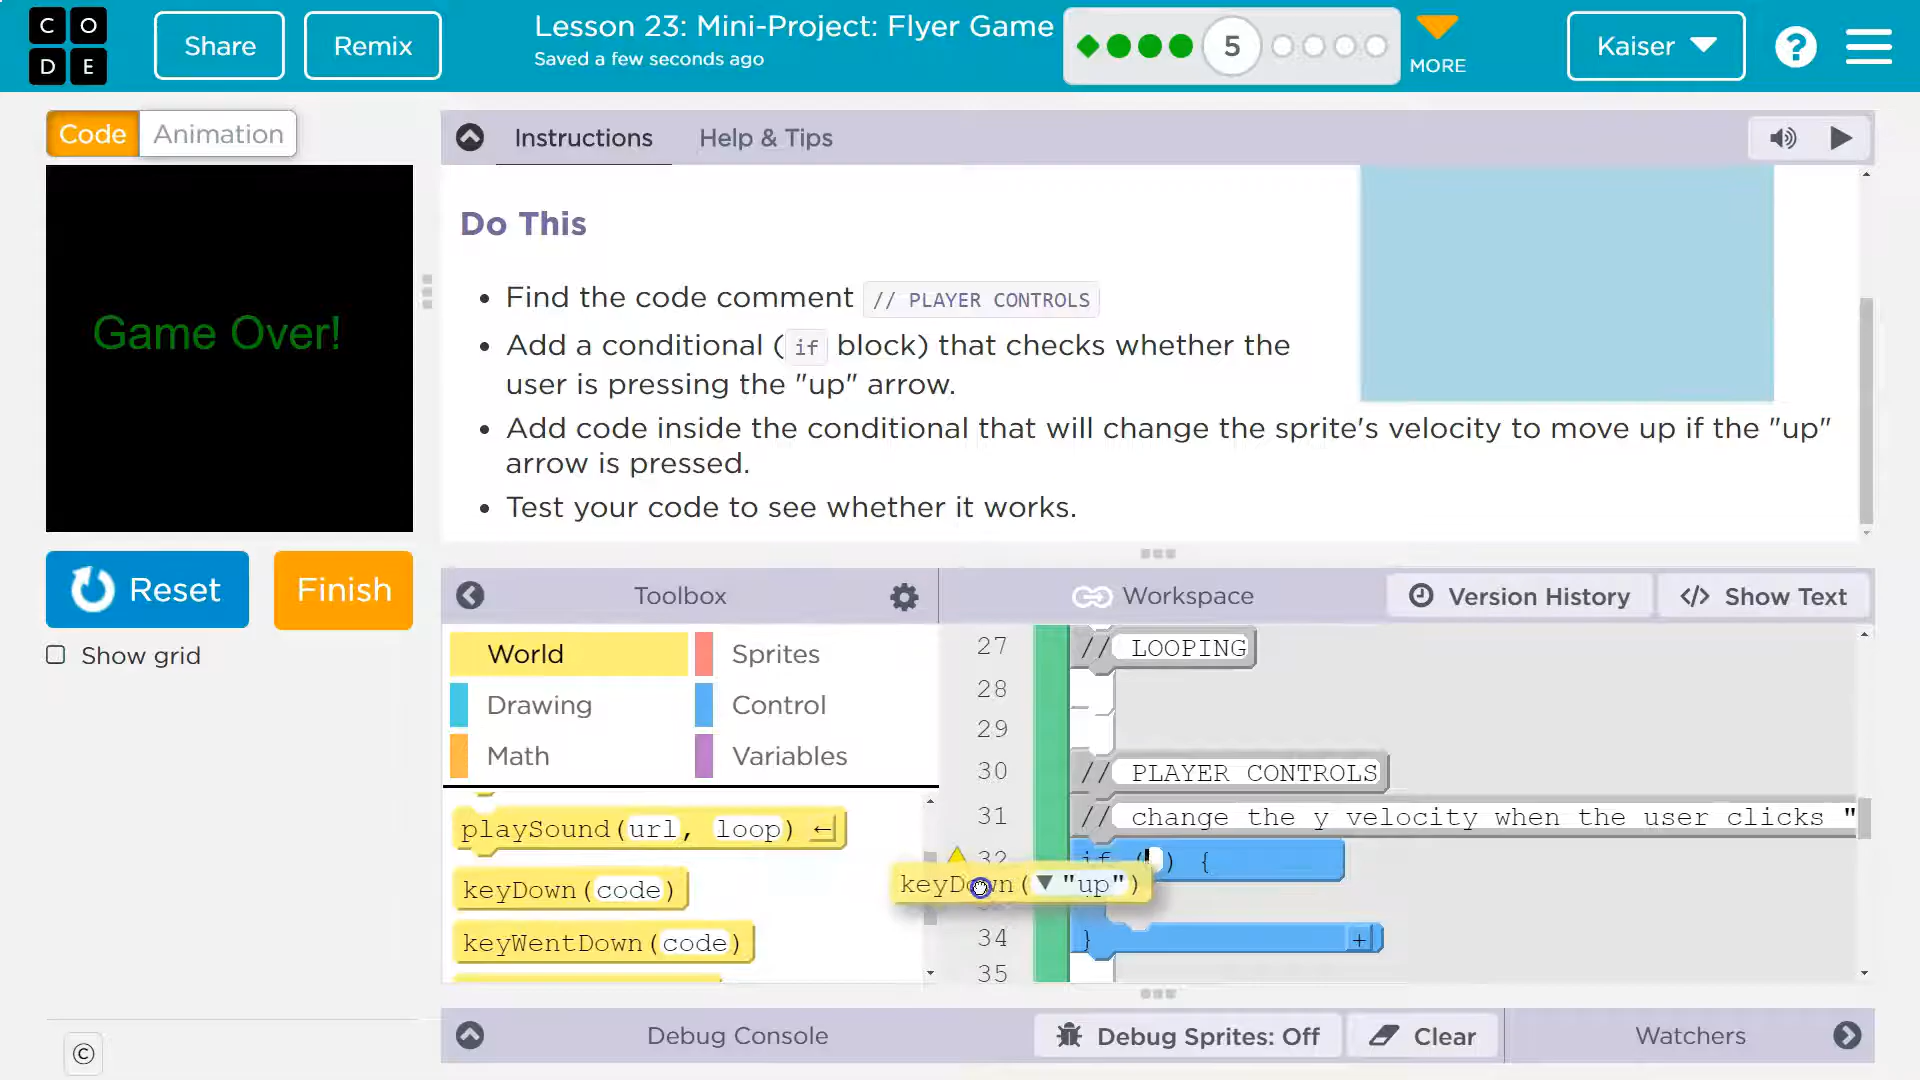 CO
DE
Share
Remix
Lesson 23: Mini-Project: Flyer Game
Saved a few seconds ago
5
MORE
Kaiser
?
Code
Animation
Instructions
Help & Tips
Game Over!
Do This
Find the code comment // PLAYER CONTROLS
Add a conditional (if block) that checks whether the
user is pressing the "up" arrow.
Add code inside the conditional that will change the sprite's velocity to move up if the "up"
arrow is pressed.
Test your code to see whether it works.
Reset
Finish
Show grid
Toolbox
Workspace
Version History
</> Show Text
World
Sprites
Drawing
Control
Math
Variables
playSound(url, loop) ←
keyDown(code)
keyWentDown(code)
27 // LOOPING
28
29
30 // PLAYER CONTROLS
31 // change the y velocity when the user clicks "
32 if ( ) {
keyDown(▼"up")
34 } +
35
©
Debug Console
Debug Sprites: Off
Clear
Watchers